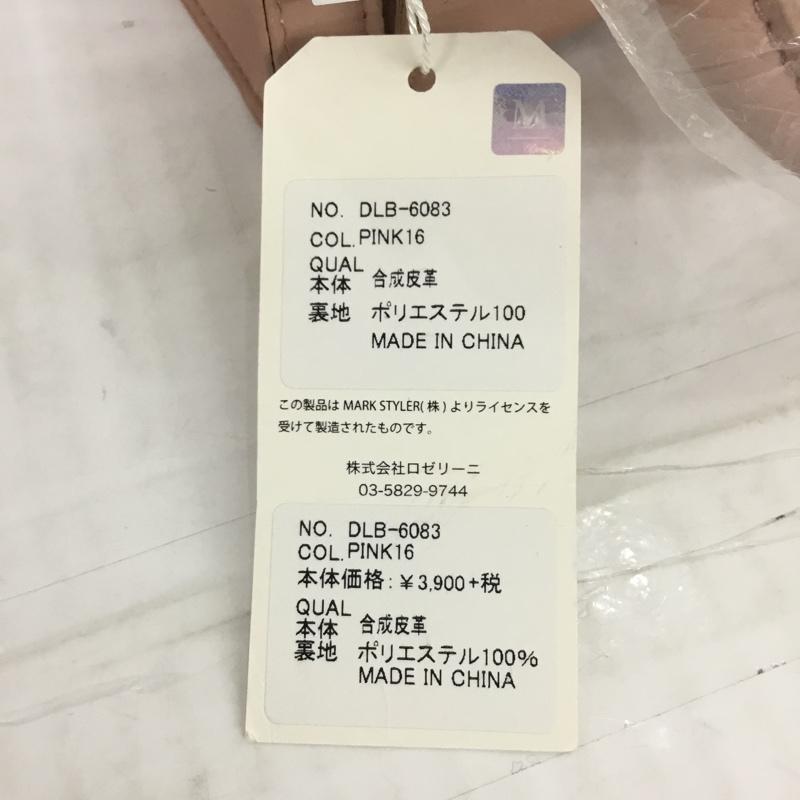 M
NO. DLB-6083
COL. PINK16
QUAL
本体 合成皮革
裏地 ポリエステル100
MADE IN CHINA
この製品は MARK STYLER(株)よりライセンスを
受けて製造されたものです。
株式会社ロゼリーニ
03-5829-9744
NO. DLB-6083
COL. PINK16
本体価格:¥3,900+税
QUAL
本体 合成皮革
裏地 ポリエステル100%
MADE IN CHINA